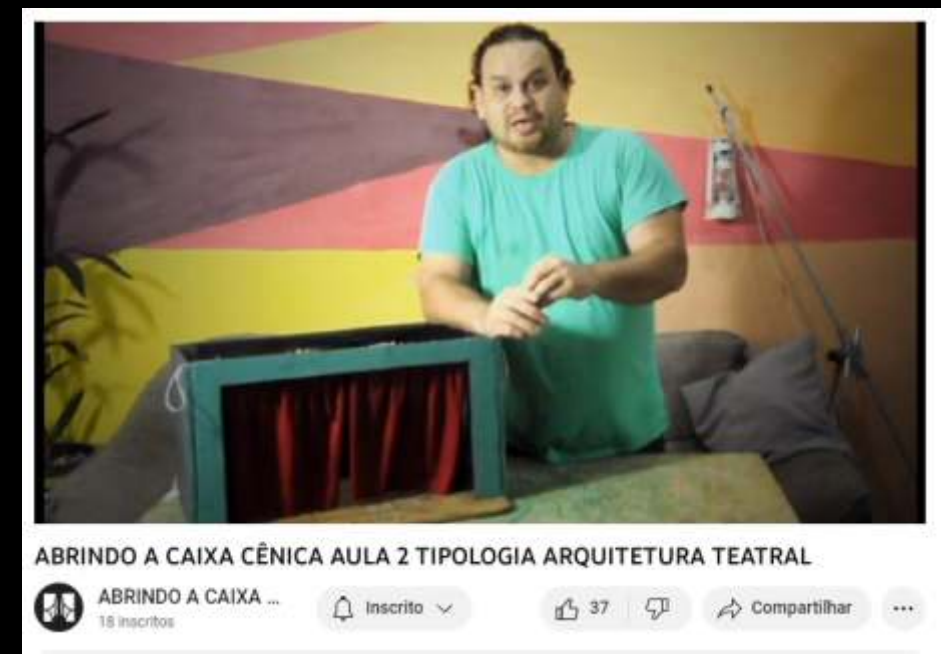 ABRINDO A CAIXA CÊNICA AULA 2 TIPOLOGIA ARQUITETURA TEATRAL
ABRINDO A CAIXA ...
18 inscritos
Inscrito
37
Compartilhar
...